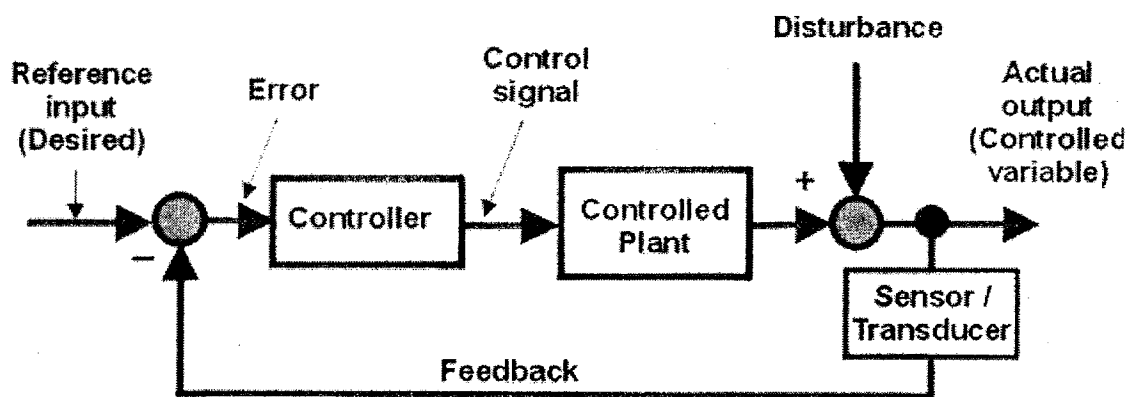 Disturbance
Reference
input
(Desired)
Error
Control
signal
Actual
output
(Controlled
variable)
+
Controller
Controlled
Plant
−
Sensor /
Transducer
Feedback